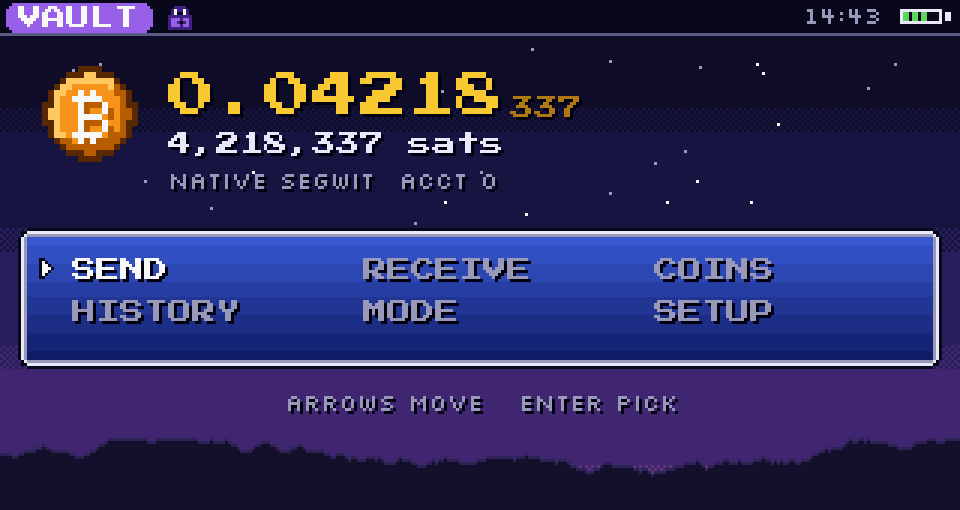 VAULT 14:43
0.04218337
4,218,337 sats
NATIVE SEGWIT ACCT 0
SEND RECEIVE COINS
HISTORY MODE SETUP
ARROWS MOVE ENTER PICK